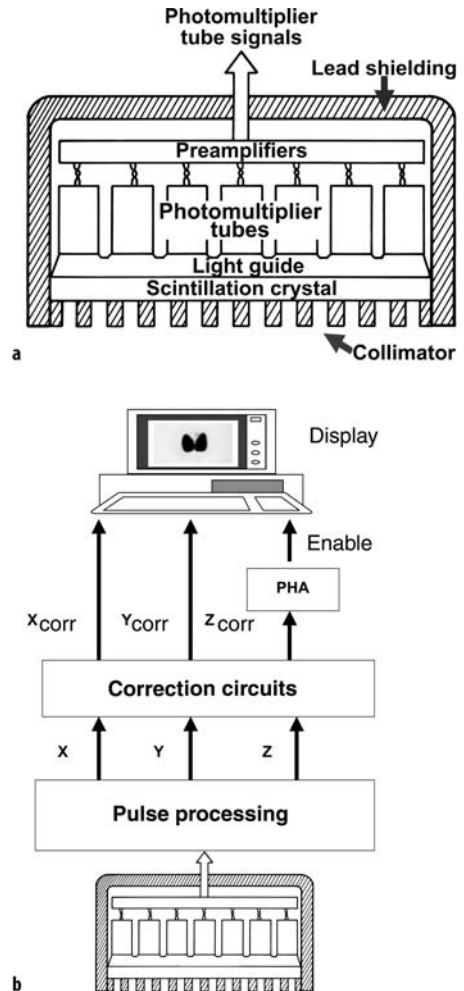 Photomultiplier
tube signals
Lead shielding
Preamplifiers
Photomultiplier
tubes
Light guide
Scintillation crystal
Collimator
a
Display
Enable
PHA
Xcorr
Ycorr
Zcorr
Correction circuits
X
Y
Z
Pulse processing
b